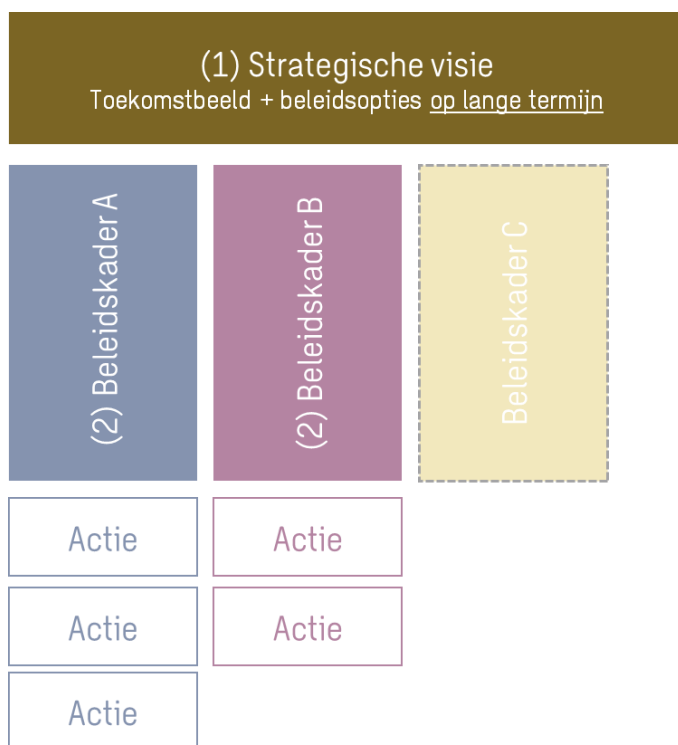 (1) Strategische visie
Toekomstbeeld + beleidsopties op lange termijn
(2) Beleidskader A
(2) Beleidskader B
Beleidskader C
Actie
Actie
Actie
Actie
Actie